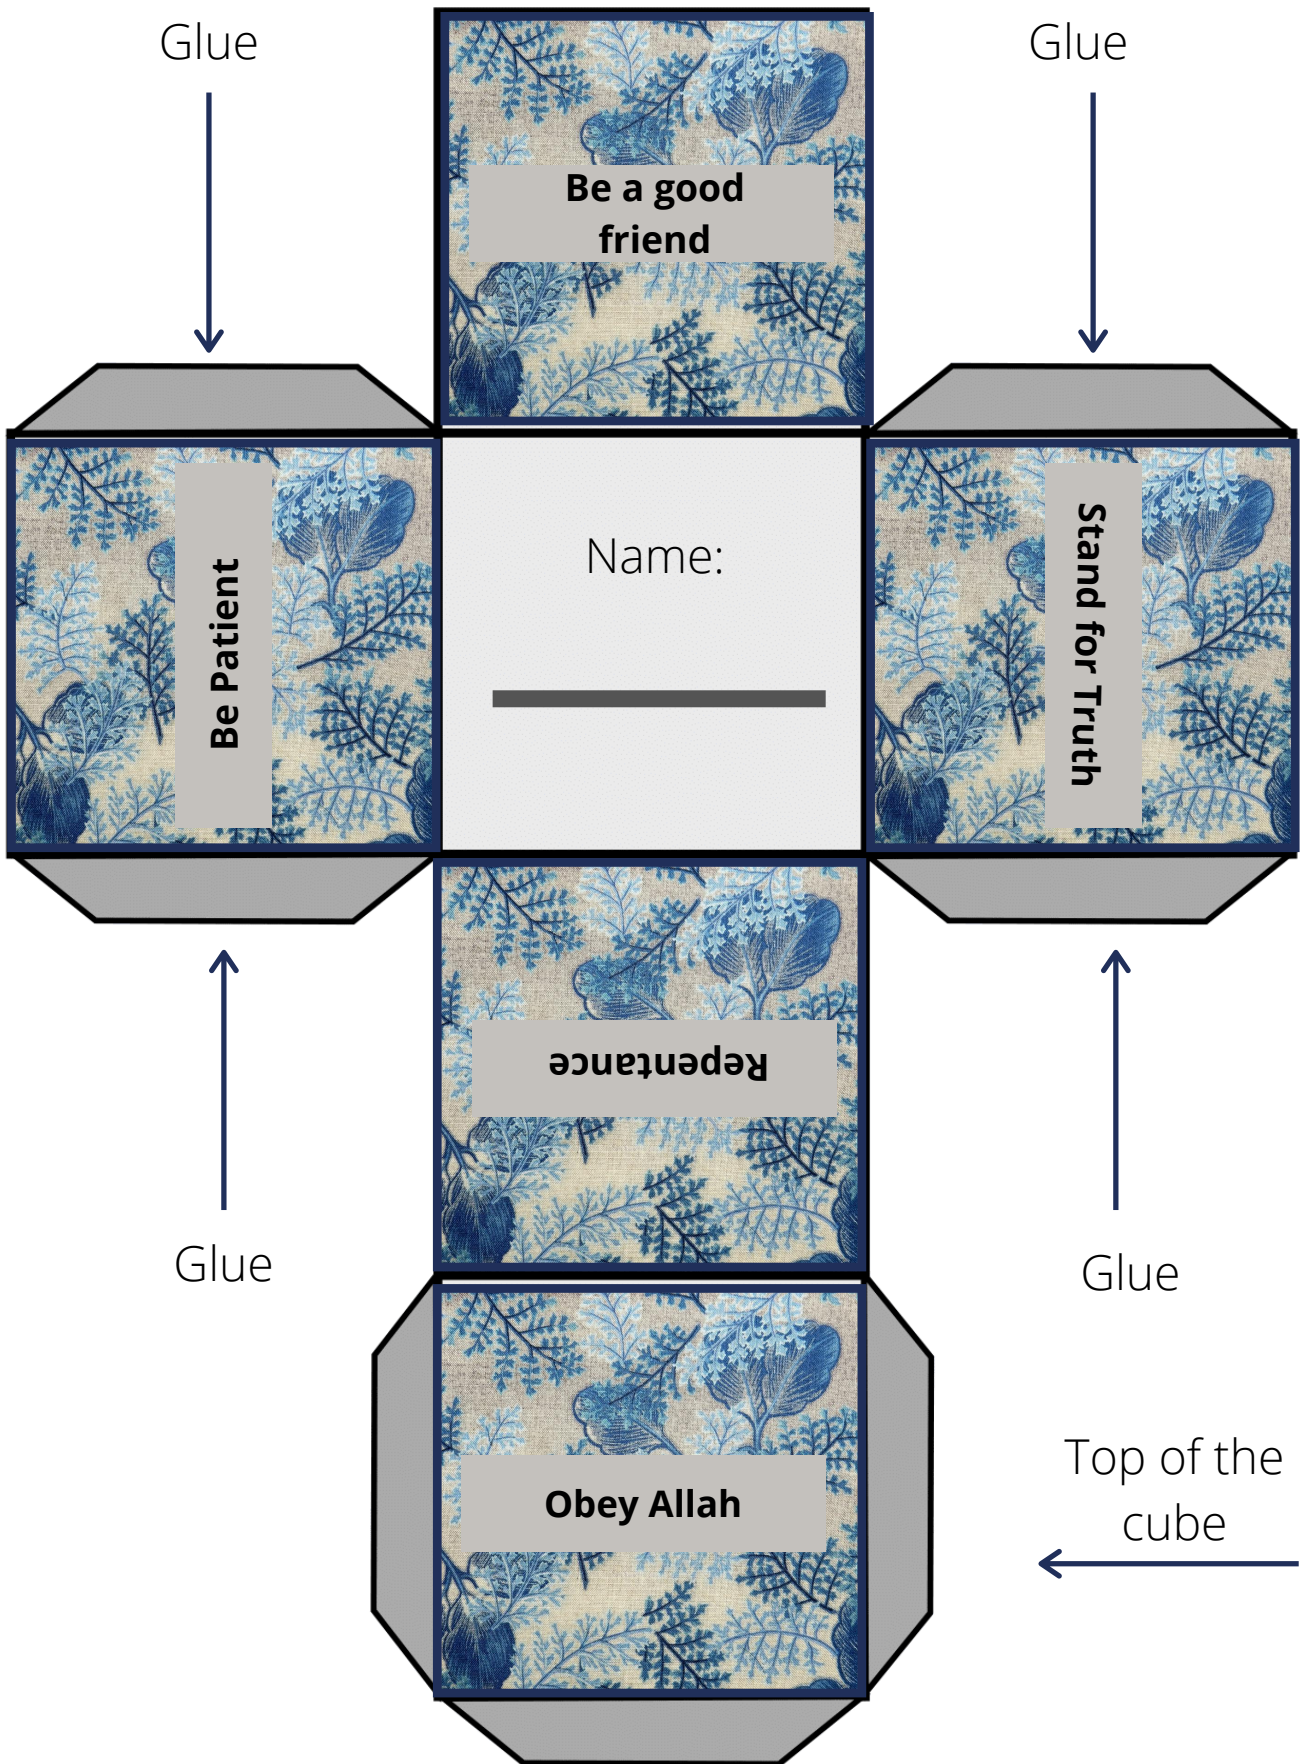 Glue
Glue
Be a good
friend
Be Patient
Name:
Stand for Truth
Repentance
Glue
Glue
Obey Allah
Top of the
cube